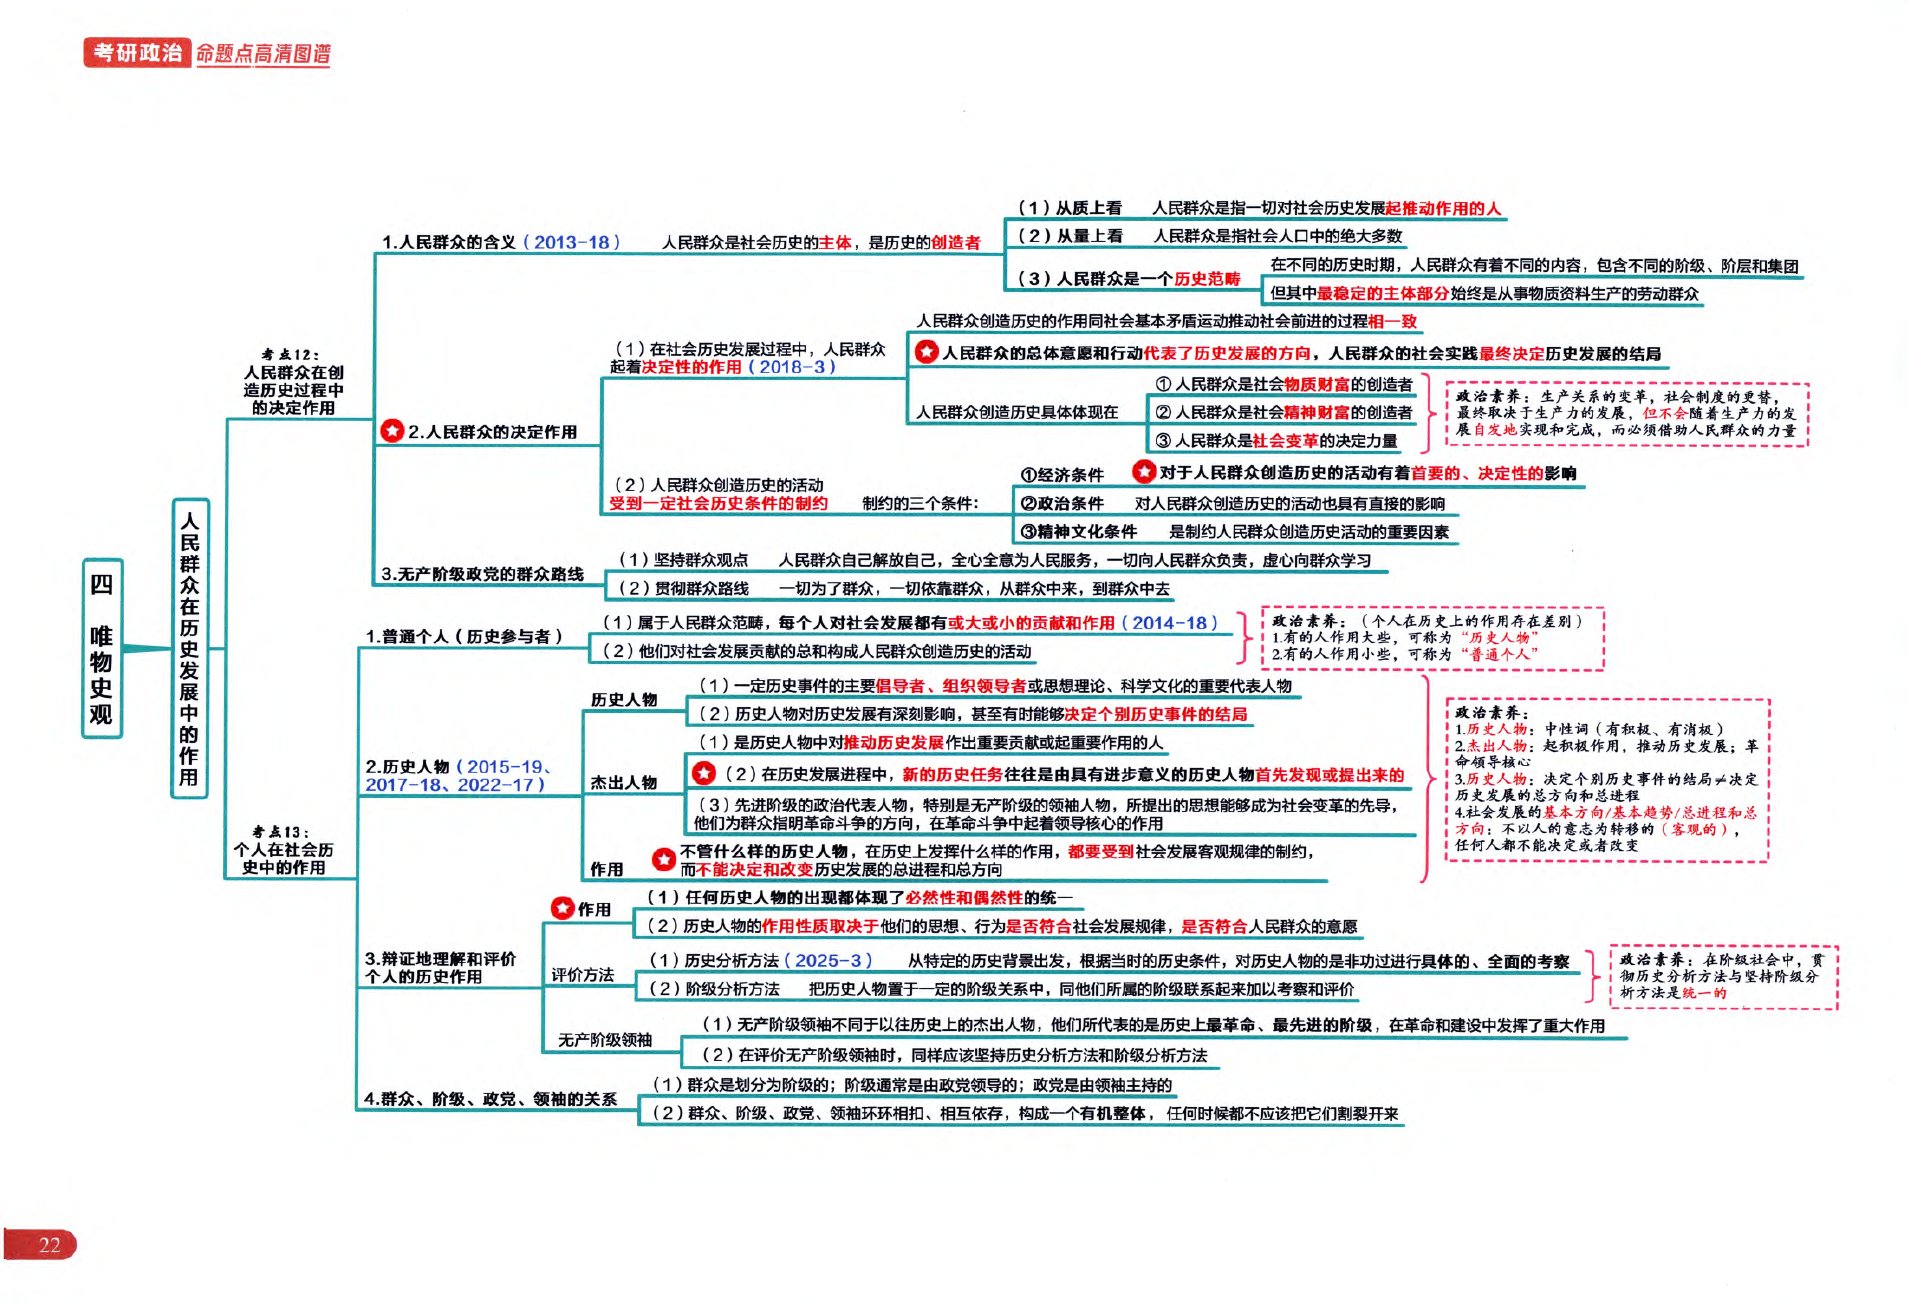 考研政治 命题点高清图谱
四 唯物史观
人民群众在历史发展中的作用
考点12：
人民群众在创
造历史过程中
的决定作用
1.人民群众的含义（2013-18） 人民群众是社会历史的主体，是历史的创造者
（1）从质上看 人民群众是指一切对社会历史发展起推动作用的人
（2）从量上看 人民群众是指社会人口中的绝大多数
（3）人民群众是一个历史范畴
在不同的历史时期，人民群众有着不同的内容，包含不同的阶级、阶层和集团
但其中最稳定的主体部分始终是从事物质资料生产的劳动群众
2.人民群众的决定作用
（1）在社会历史发展过程中，人民群众
起着决定性的作用（2018-3）
人民群众创造历史的作用同社会基本矛盾运动推动社会前进的过程相一致
人民群众的总体意愿和行动代表了历史发展的方向，人民群众的社会实践最终决定历史发展的结局
人民群众创造历史具体体现在
①人民群众是社会物质财富的创造者
②人民群众是社会精神财富的创造者
③人民群众是社会变革的决定力量
政治素养：生产关系的变革，社会制度的更替，
最终取决于生产力的发展，但不会随着生产力的发
展自发地实现和完成，而必须借助人民群众的力量
（2）人民群众创造历史的活动
受到一定社会历史条件的制约 制约的三个条件：
①经济条件 对于人民群众创造历史的活动有着首要的、决定性的影响
②政治条件 对人民群众创造历史的活动也具有直接的影响
③精神文化条件 是制约人民群众创造历史活动的重要因素
3.无产阶级政党的群众路线
（1）坚持群众观点 人民群众自己解放自己，全心全意为人民服务，一切向人民群众负责，虚心向群众学习
（2）贯彻群众路线 一切为了群众，一切依靠群众，从群众中来，到群众中去
考点13：
个人在社会历
史中的作用
1.普通个人（历史参与者）
（1）属于人民群众范畴，每个人对社会发展都有或大或小的贡献和作用（2014-18）
（2）他们对社会发展贡献的总和构成人民群众创造历史的活动
政治素养：（个人在历史上的作用存在差别）
1.有的人作用大些，可称为“历史人物”
2.有的人作用小些，可称为“普通个人”
2.历史人物（2015-19、
2017-18、2022-17）
历史人物
（1）一定历史事件的主要倡导者、组织领导者或思想理论、科学文化的重要代表人物
（2）历史人物对历史发展有深刻影响，甚至有时能够决定个别历史事件的结局
杰出人物
（1）是历史人物中对推动历史发展作出重要贡献或起重要作用的人
（2）在历史发展进程中，新的历史任务往往是由具有进步意义的历史人物首先发现或提出来的
（3）先进阶级的政治代表人物，特别是无产阶级的领袖人物，所提出的思想能够成为社会变革的先导，
他们为群众指明革命斗争的方向，在革命斗争中起着领导核心的作用
作用
不管什么样的历史人物，在历史上发挥什么样的作用，都要受到社会发展客观规律的制约，
而不能决定和改变历史发展的总进程和总方向
政治素养：
1.历史人物：中性词（有积极、有消极）
2.杰出人物：起积极作用，推动历史发展；革
命领导核心
3.历史人物：决定个别历史事件的结局≠决定
历史发展的总方向和总进程
4.社会发展的基本方向/基本趋势/总进程和总
方向：不以人的意志为转移的（客观的），
任何人都不能决定或者改变
3.辩证地理解和评价
个人的历史作用
作用
（1）任何历史人物的出现都体现了必然性和偶然性的统一
（2）历史人物的作用性质取决于他们的思想、行为是否符合社会发展规律，是否符合人民群众的意愿
评价方法
（1）历史分析方法（2025-3） 从特定的历史背景出发，根据当时的历史条件，对历史人物的是非功过进行具体的、全面的考察
（2）阶级分析方法 把历史人物置于一定的阶级关系中，同他们所属的阶级联系起来加以考察和评价
政治素养：在阶级社会中，贯
彻历史分析方法与坚持阶级分
析方法是统一的
无产阶级领袖
（1）无产阶级领袖不同于以往历史上的杰出人物，他们所代表的是历史上最革命、最先进的阶级，在革命和建设中发挥了重大作用
（2）在评价无产阶级领袖时，同样应该坚持历史分析方法和阶级分析方法
4.群众、阶级、政党、领袖的关系
（1）群众是划分为阶级的；阶级通常是由政党领导的；政党是由领袖主持的
（2）群众、阶级、政党、领袖环环相扣、相互依存，构成一个有机整体，任何时候都不应该把它们割裂开来
22